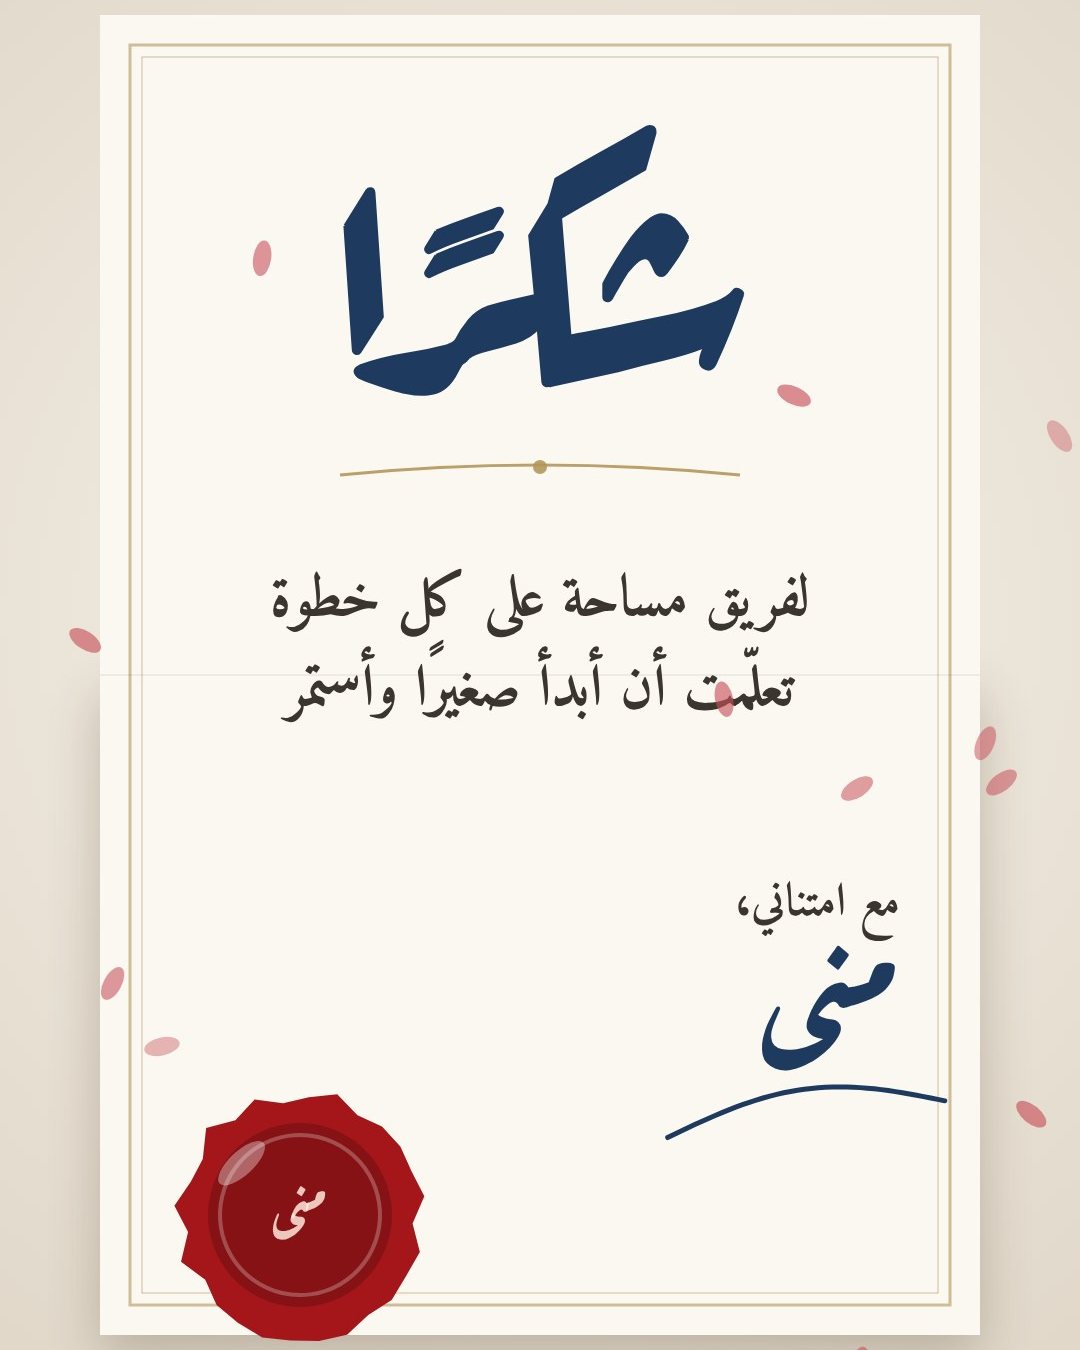 شكرًا
لفريق مساحة على كل خطوة
تعلّمت أن أبدأ صغيرًا وأستمر
مع امتناني،
منى
منى